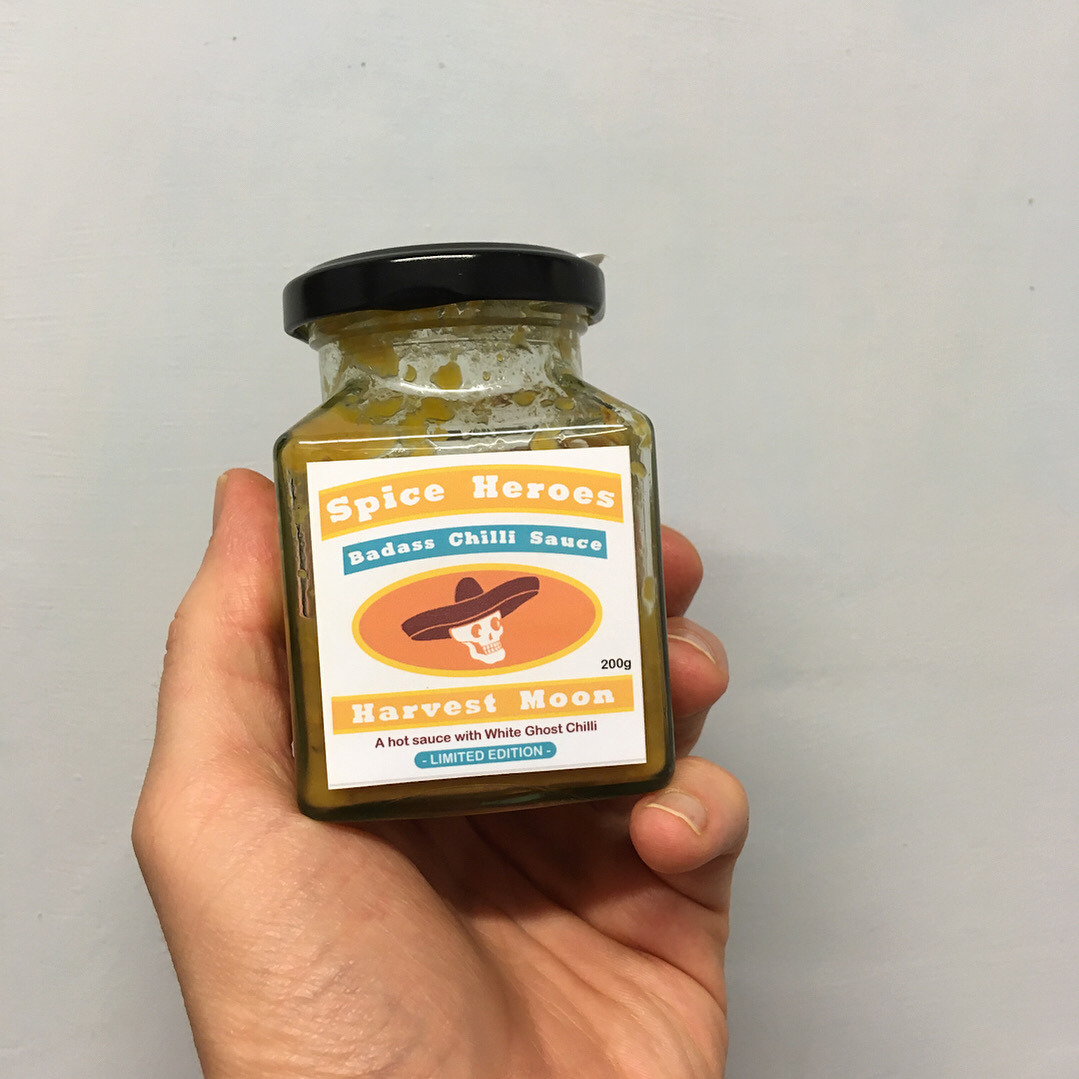 Spice Heroes
Badass Chilli Sauce
200g
Harvest Moon
A hot sauce with White Ghost Chilli
- LIMITED EDITION -